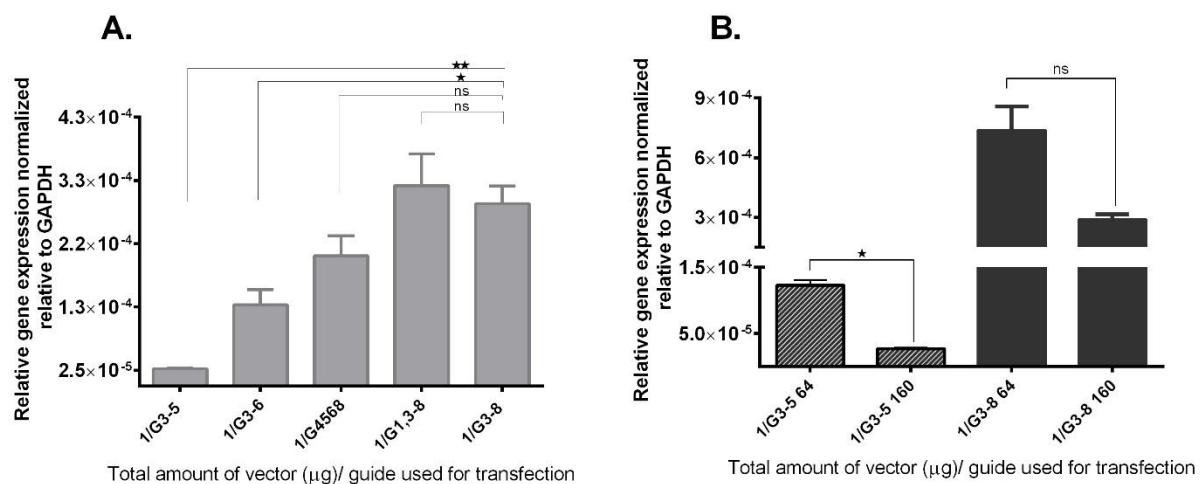 A.
Relative gene expression normalized
relative to GAPDH
4.3×10⁻⁴
3.3×10⁻⁴
2.2×10⁻⁴
1.3×10⁻⁴
2.5×10⁻⁵
★★
★
ns
ns
1/G3-5
1/G3-6
1/G4568
1/G1,3-8
1/G3-8
Total amount of vector (μg)/ guide used for transfection
B.
Relative gene expression normalized
relative to GAPDH
9×10⁻⁴
6×10⁻⁴
3×10⁻⁴
1.5×10⁻⁴
5.0×10⁻⁵
ns
★
1/G3-5 64
1/G3-5 160
1/G3-8 64
1/G3-8 160
Total amount of vector (μg)/ guide used for transfection